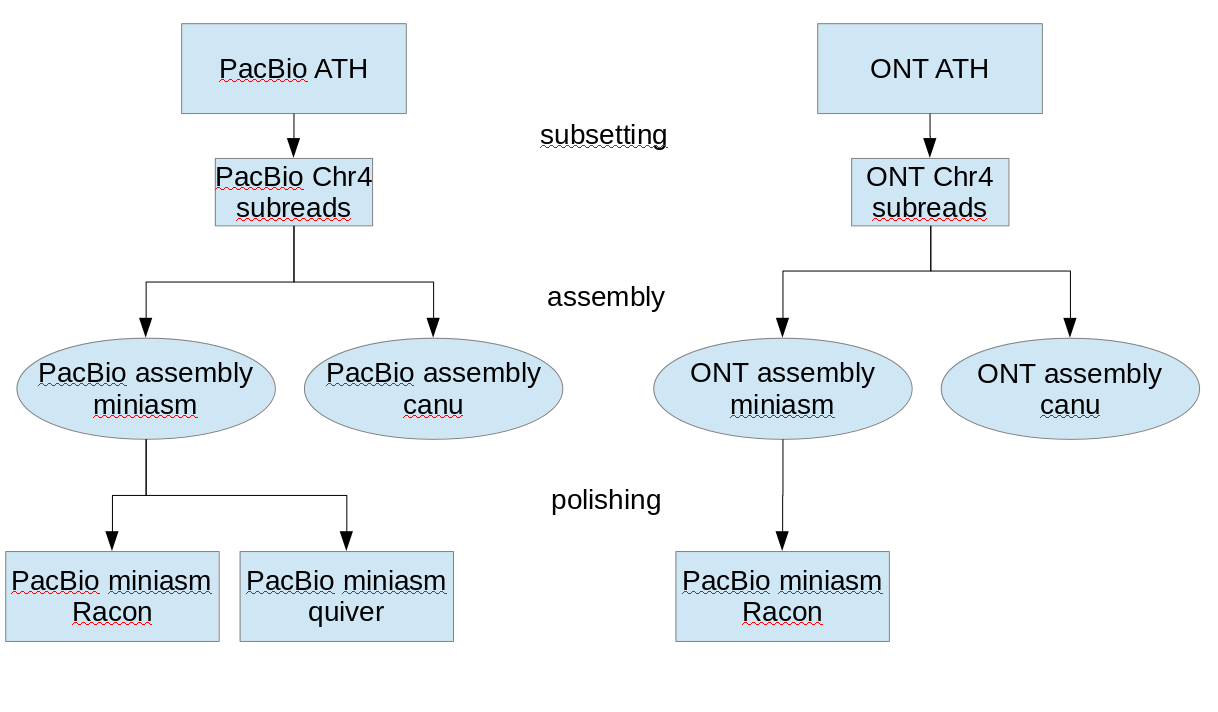 PacBio ATH
ONT ATH
subsetting
PacBio Chr4
subreads
ONT Chr4
subreads
assembly
PacBio assembly
miniasm
PacBio assembly
canu
ONT assembly
miniasm
ONT assembly
canu
polishing
PacBio miniasm
Racon
PacBio miniasm
quiver
PacBio miniasm
Racon